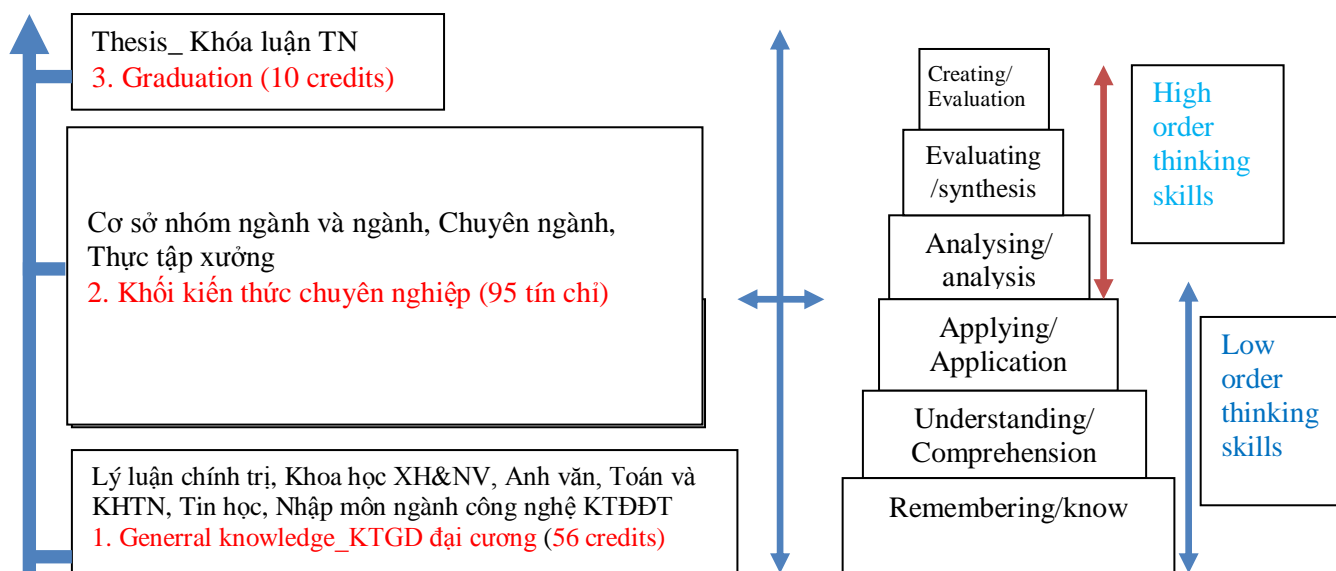 Thesis_ Khóa luận TN
3. Graduation (10 credits)
Cơ sở nhóm ngành và ngành, Chuyên ngành,
Thực tập xưởng
2. Khối kiến thức chuyên nghiệp (95 tín chỉ)
Lý luận chính trị, Khoa học XH&NV, Anh văn, Toán và
KHTN, Tin học, Nhập môn ngành công nghệ KTĐĐT
1. Generral knowledge_KTGD đại cương (56 credits)
Creating/
Evaluation
Evaluating
/synthesis
Analysing/
analysis
Applying/
Application
Understanding/
Comprehension
Remembering/know
High
order
thinking
skills
Low
order
thinking
skills